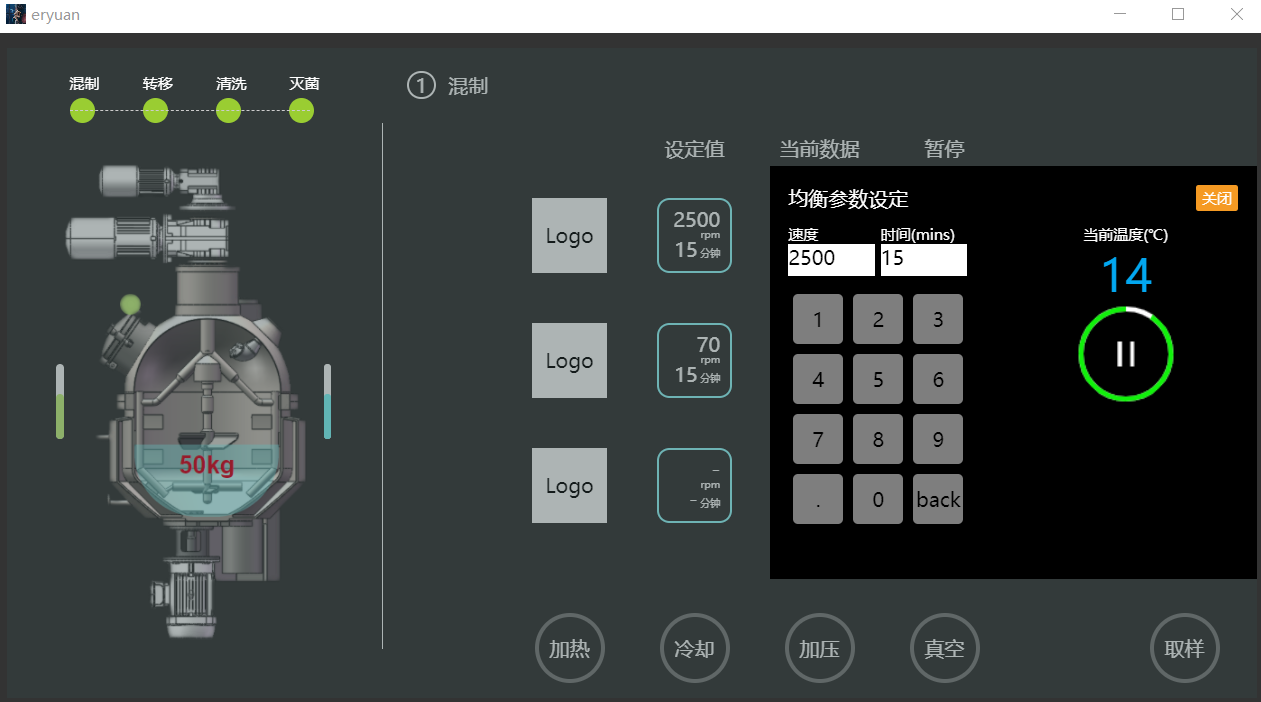 eryuan
混制 转移 清洗 灭菌
① 混制
设定值 当前数据 暂停
Logo
2500
rpm
15 分钟
Logo
70
rpm
15 分钟
Logo
–
rpm
– 分钟
50kg
均衡参数设定 关闭
速度 时间(mins)
2500 15
1 2 3
4 5 6
7 8 9
. 0 back
当前温度(℃)
14
加热 冷却 加压 真空 取样